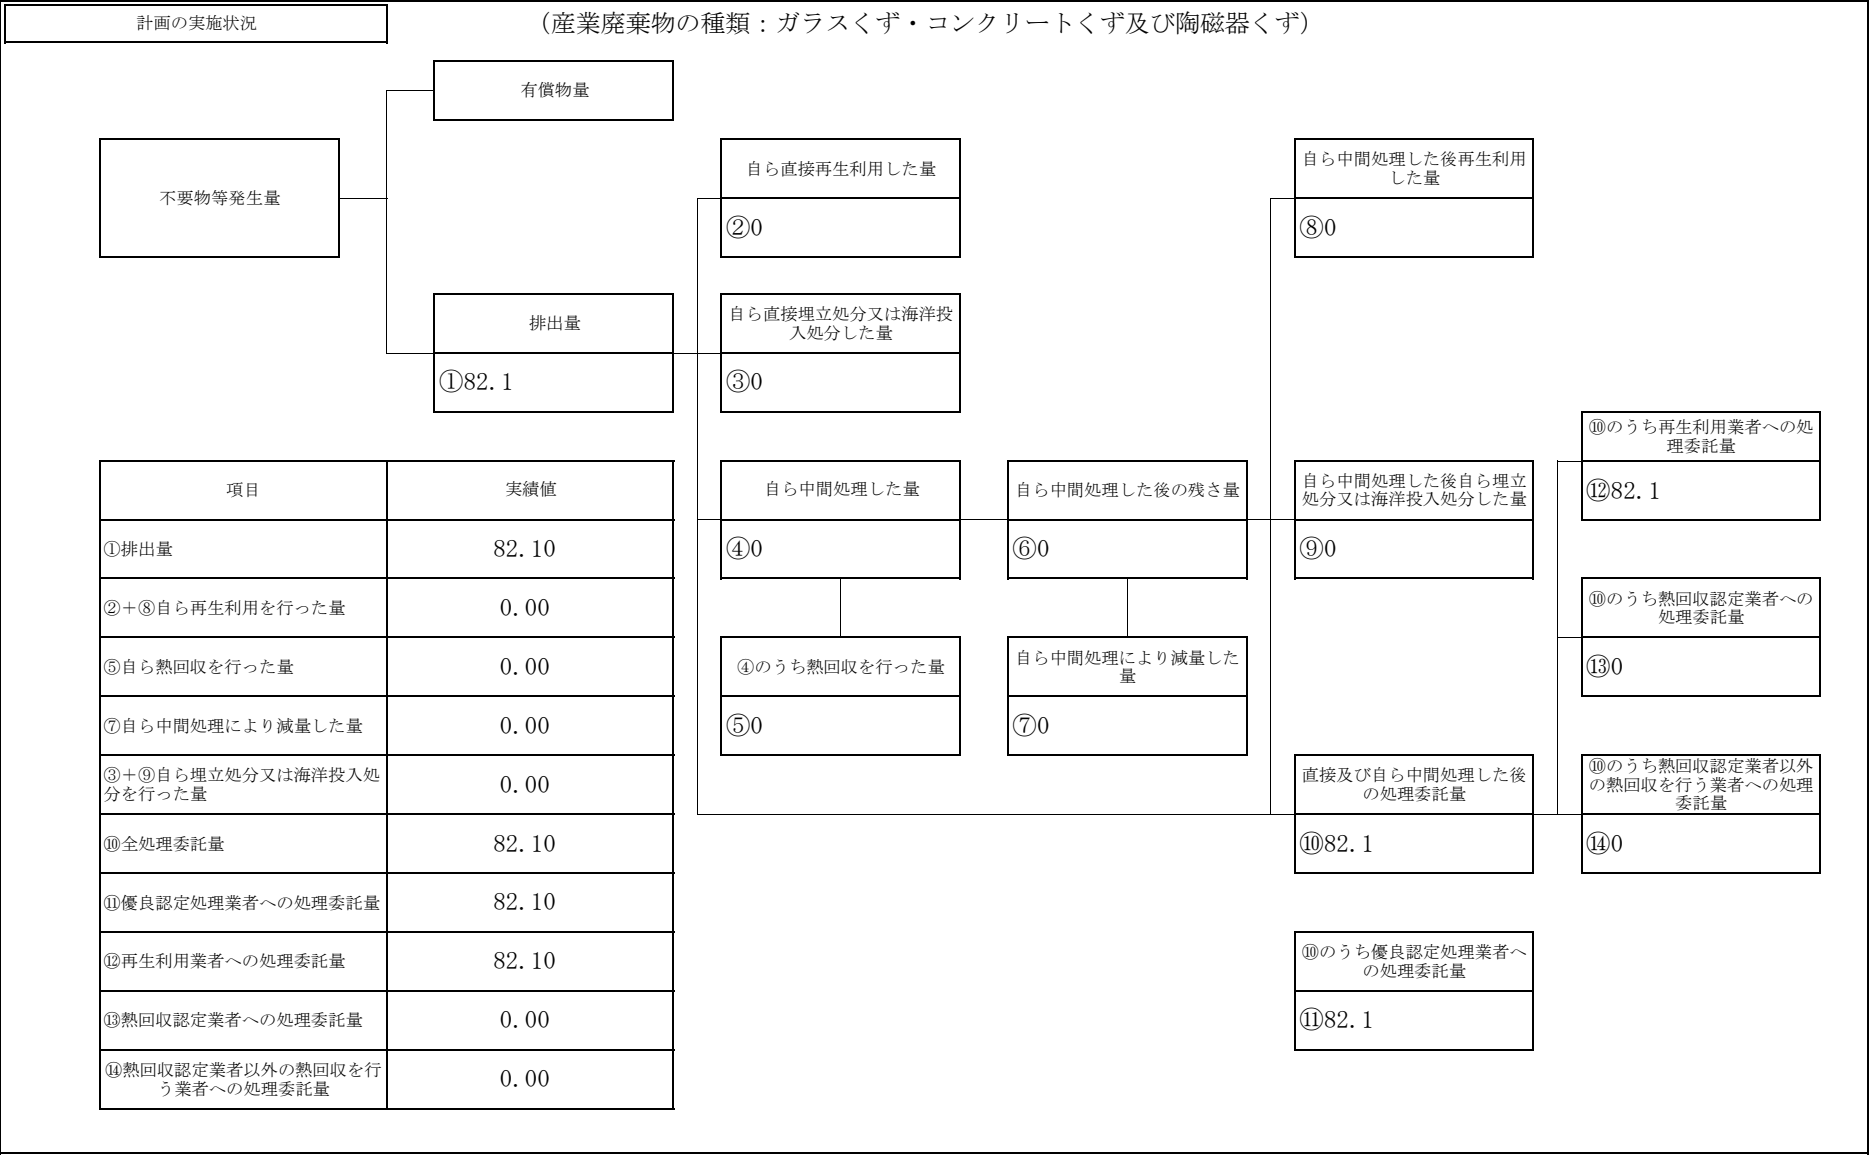 計画の実施状況
（産業廃棄物の種類：ガラスくず・コンクリートくず及び陶磁器くず）
有償物量
不要物等発生量
自ら直接再生利用した量
②0
自ら中間処理した後再生利用
した量
⑧0
排出量
①82.1
自ら直接埋立処分又は海洋投
入処分した量
③0
⑩のうち再生利用業者への処
理委託量
⑫82.1
自ら中間処理した量
④0
自ら中間処理した後の残さ量
⑥0
自ら中間処理した後自ら埋立
処分又は海洋投入処分した量
⑨0
⑩のうち熱回収認定業者への
処理委託量
⑬0
④のうち熱回収を行った量
⑤0
自ら中間処理により減量した
量
⑦0
直接及び自ら中間処理した後
の処理委託量
⑩82.1
⑩のうち熱回収認定業者以外
の熱回収を行う業者への処理
委託量
⑭0
⑩のうち優良認定処理業者へ
の処理委託量
⑪82.1
項目 実績値
①排出量 82.10
②＋⑧自ら再生利用を行った量 0.00
⑤自ら熱回収を行った量 0.00
⑦自ら中間処理により減量した量 0.00
③＋⑨自ら埋立処分又は海洋投入処
分を行った量 0.00
⑩全処理委託量 82.10
⑪優良認定処理業者への処理委託量 82.10
⑫再生利用業者への処理委託量 82.10
⑬熱回収認定業者への処理委託量 0.00
⑭熱回収認定業者以外の熱回収を行
う業者への処理委託量 0.00